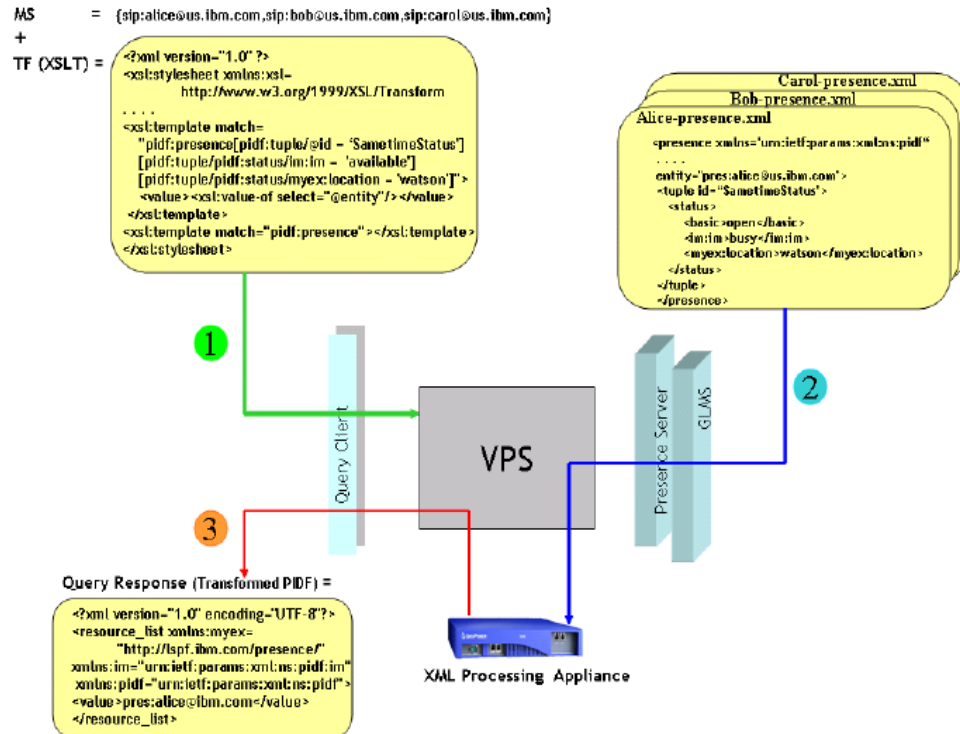 MS = {sip:alice@us.ibm.com,sip:bob@us.ibm.com,sip:carol@us.ibm.com}
+
TF (XSLT) =
<?xml version="1.0" ?>
<xsl:stylesheet xmlns:xsl=
http://www.w3.org/1999/XSL/Transform
. . . .
<xsl:template match=
"pidf:presence[pidf:tuple/@id = 'SametimeStatus']
[pidf:tuple/pidf:status/im:im = 'available']
[pidf:tuple/pidf:status/myex:location = 'watson']">
<value><xsl:value-of select="@entity"/></value>
</xsl:template>
<xsl:template match="pidf:presence"></xsl:template>
</xsl:stylesheet>
Carol-presence.xml
Bob-presence.xml
Alice-presence.xml
<presence xmlns="urn:ietf:params:xml:ns:pidf"
. . . .
entity="pres:alice@us.ibm.com">
<tuple id="SametimeStatus">
<status>
<basic>open</basic>
<im:im>busy</im:im>
<myex:location>watson</myex:location>
</status>
</tuple>
</presence>
1
2
Query Client
VPS
Presence Server
GLMS
3
Query Response (Transformed PIDF) =
<?xml version="1.0" encoding="UTF-8"?>
<resource_list xmlns:myex=
"http://lspf.ibm.com/presence/"
xmlns:im="urn:ietf:params:xml:ns:pidf:im"
xmlns:pidf="urn:ietf:params:xml:ns:pidf">
<value>pres:alice@ibm.com</value>
</resource_list>
XML Processing Appliance